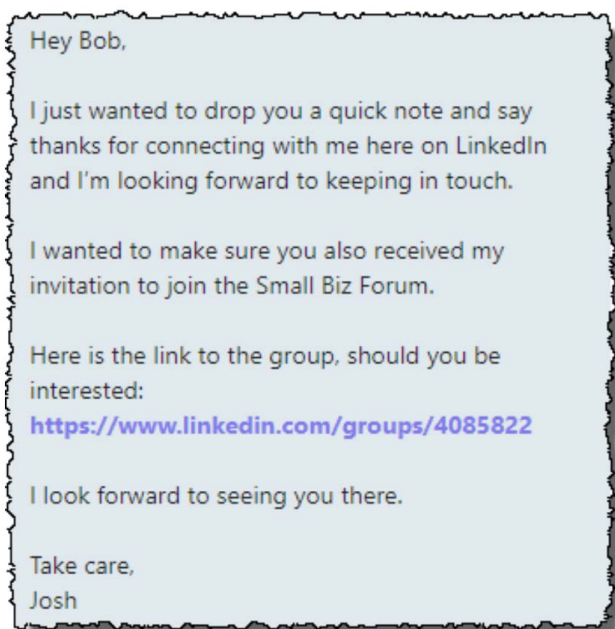 Hey Bob,
I just wanted to drop you a quick note and say
thanks for connecting with me here on LinkedIn
and I'm looking forward to keeping in touch.
I wanted to make sure you also received my
invitation to join the Small Biz Forum.
Here is the link to the group, should you be
interested:
https://www.linkedin.com/groups/4085822
I look forward to seeing you there.
Take care,
Josh